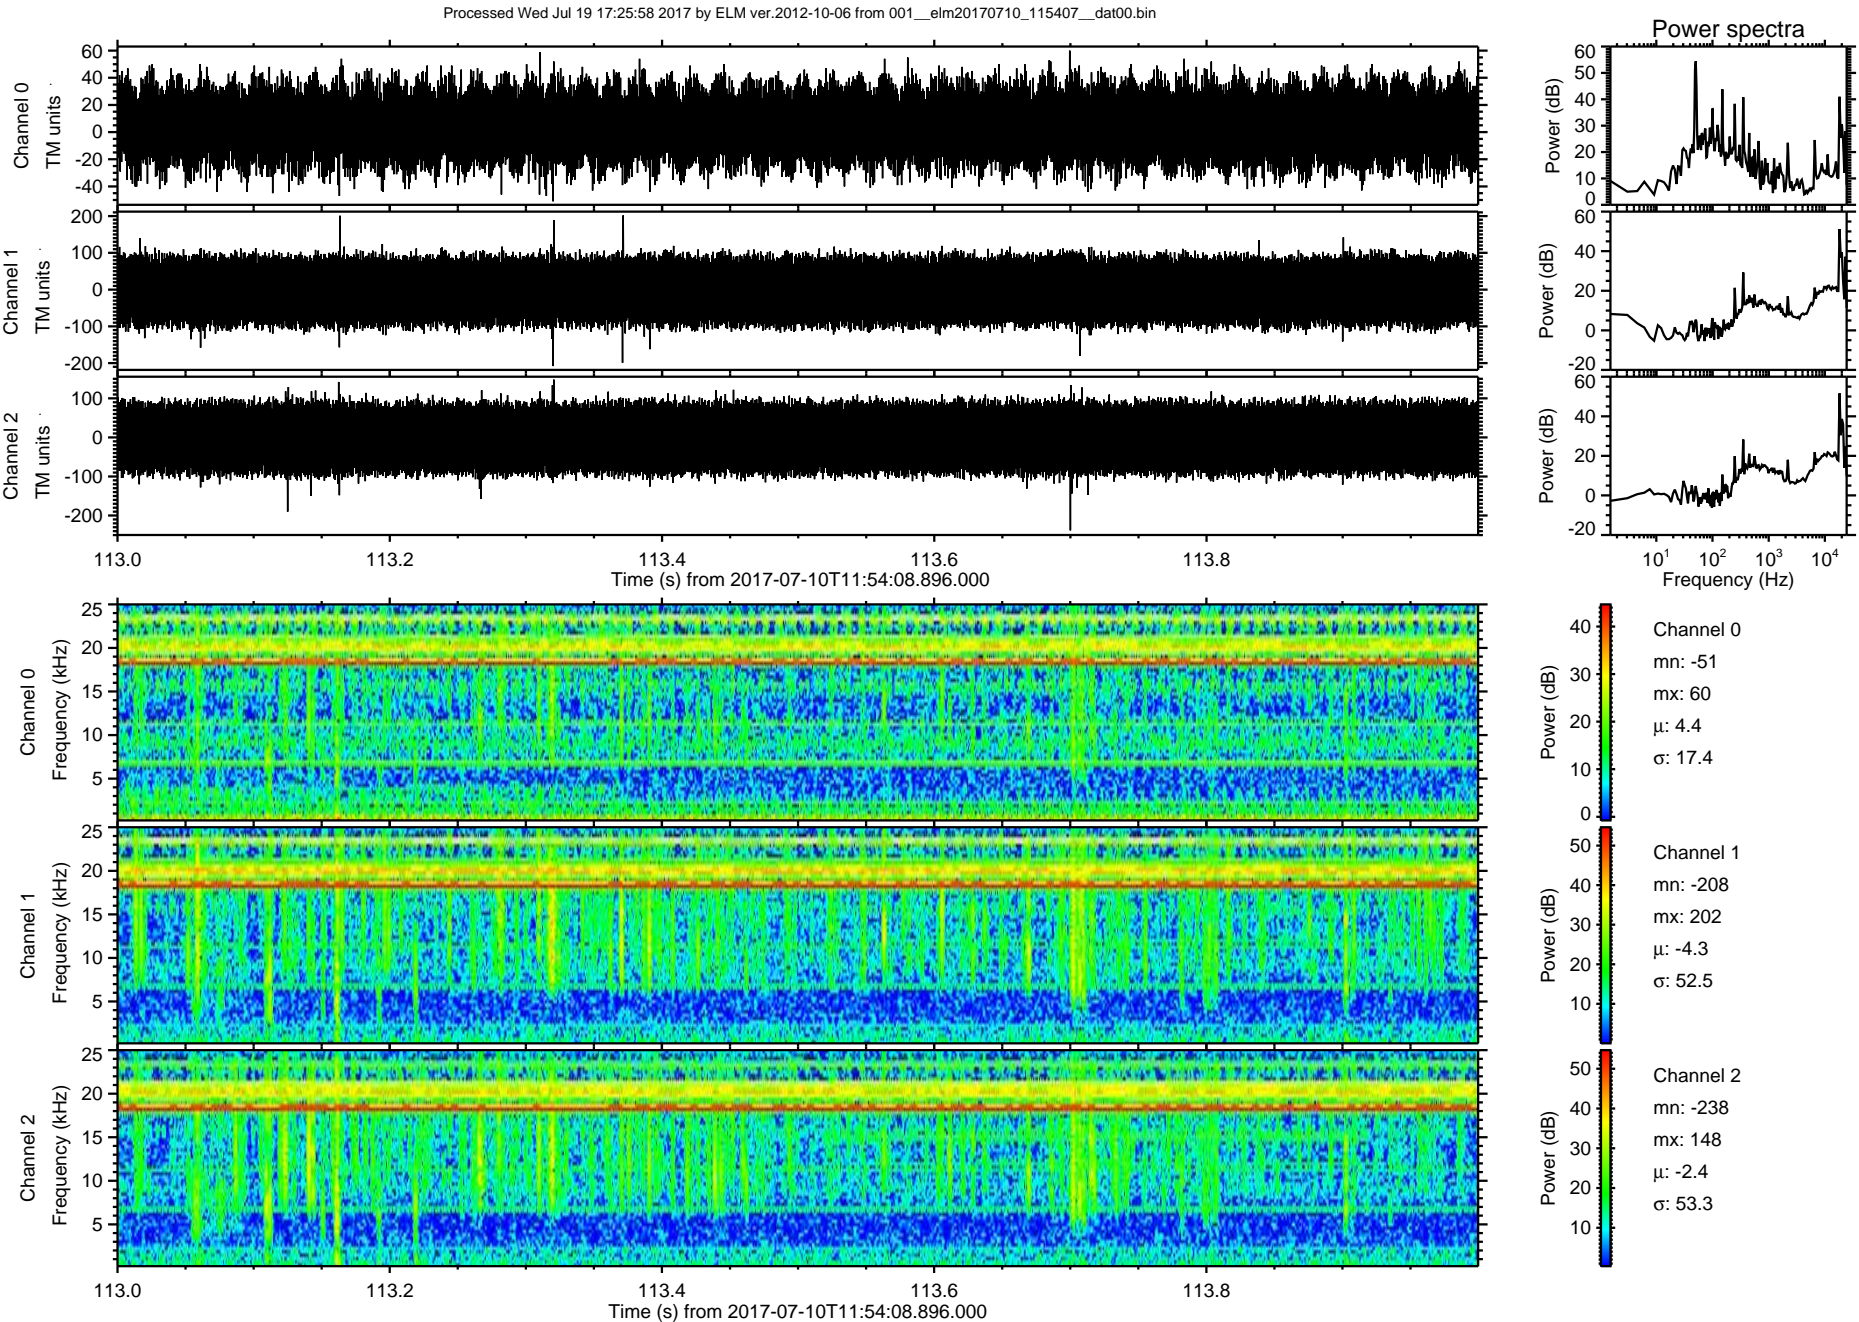 Processed Wed Jul 19 17:25:58 2017 by ELM ver.2012-10-06 from 001__elm20170710_115407__dat00.bin
Power spectra
Channel 0
TM units
60
40
20
0
-20
-40
Power (dB)
60
50
40
30
20
10
0
Channel 1
TM units
200
100
0
-100
-200
Power (dB)
60
40
20
0
-20
Channel 2
TM units
100
0
-100
-200
Power (dB)
60
40
20
0
-20
113.0 113.2 113.4 113.6 113.8
Time (s) from 2017-07-10T11:54:08.896.000
10¹ 10² 10³ 10⁴
Frequency (Hz)
Channel 0
Frequency (kHz)
25
20
15
10
5
Power (dB)
40
30
20
10
0
Channel 0
mn: -51
mx: 60
μ: 4.4
σ: 17.4
Channel 1
Frequency (kHz)
25
20
15
10
5
Power (dB)
50
40
30
20
10
Channel 1
mn: -208
mx: 202
μ: -4.3
σ: 52.5
Channel 2
Frequency (kHz)
25
20
15
10
5
Power (dB)
50
40
30
20
10
Channel 2
mn: -238
mx: 148
μ: -2.4
σ: 53.3
113.0 113.2 113.4 113.6 113.8
Time (s) from 2017-07-10T11:54:08.896.000